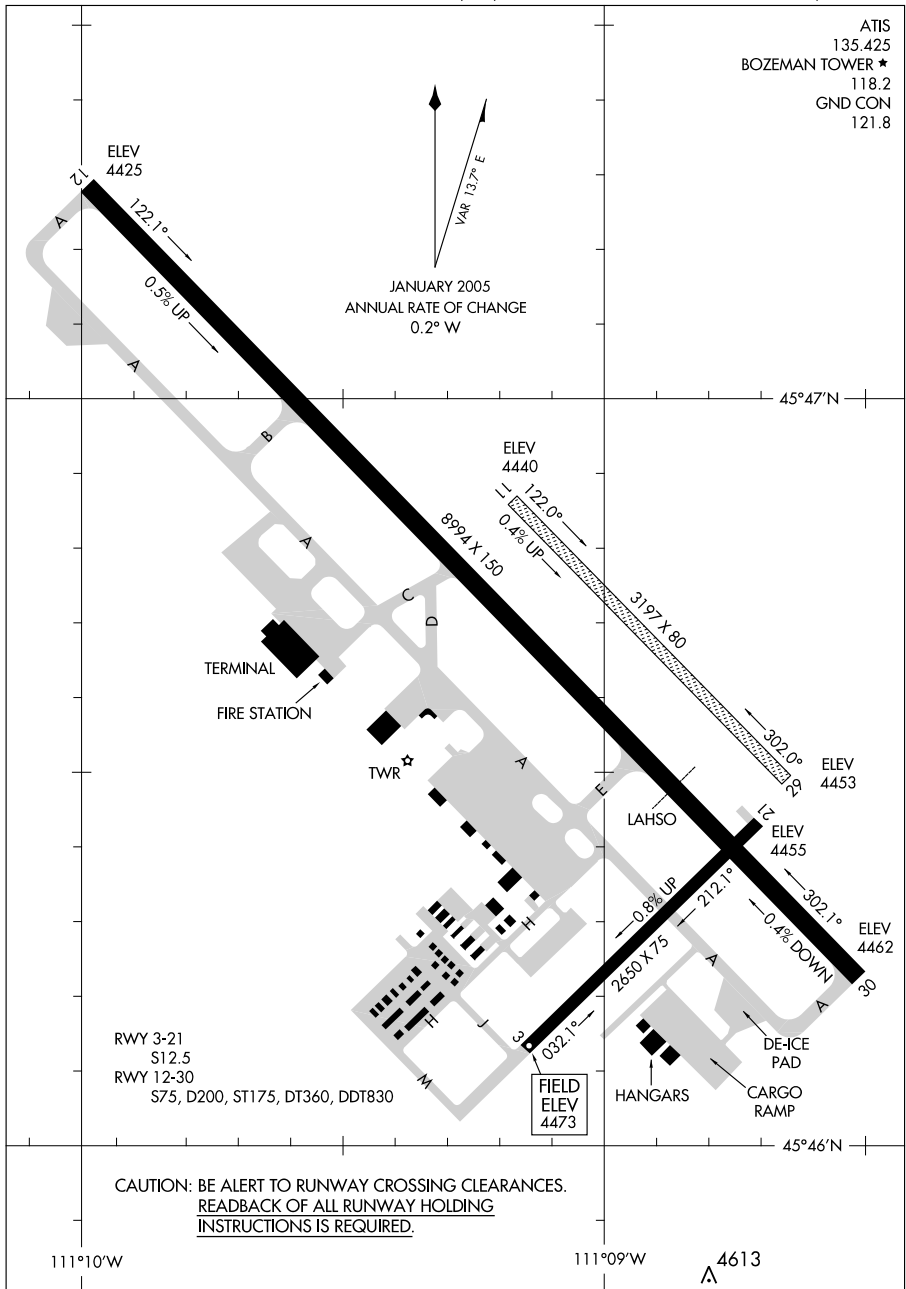 ATIS
135.425
BOZEMAN TOWER ★
118.2
GND CON
121.8
ELEV
4425
12
A
122.1°
VAR 13.7° E
0.5% UP
JANUARY 2005
ANNUAL RATE OF CHANGE
0.2° W
A
45°47'N
B
ELEV
4440
11
122.0°
0.4% UP
8994 X 150
A
3197 X 80
C
D
TERMINAL
FIRE STATION
302.0°
ELEV
4453
29
TWR
A
E
LAHSO
21
ELEV
4455
0.8% UP
212.1°
302.1°
0.4% DOWN
ELEV
4462
30
H
2650 X 75
A
A
H
J
3
032.1°
DE-ICE
PAD
RWY 3-21
S12.5
RWY 12-30
S75, D200, ST175, DT360, DDT830
M
FIELD
ELEV
4473
HANGARS
CARGO
RAMP
45°46'N
CAUTION: BE ALERT TO RUNWAY CROSSING CLEARANCES.
READBACK OF ALL RUNWAY HOLDING
INSTRUCTIONS IS REQUIRED.
111°10'W
111°09'W
4613